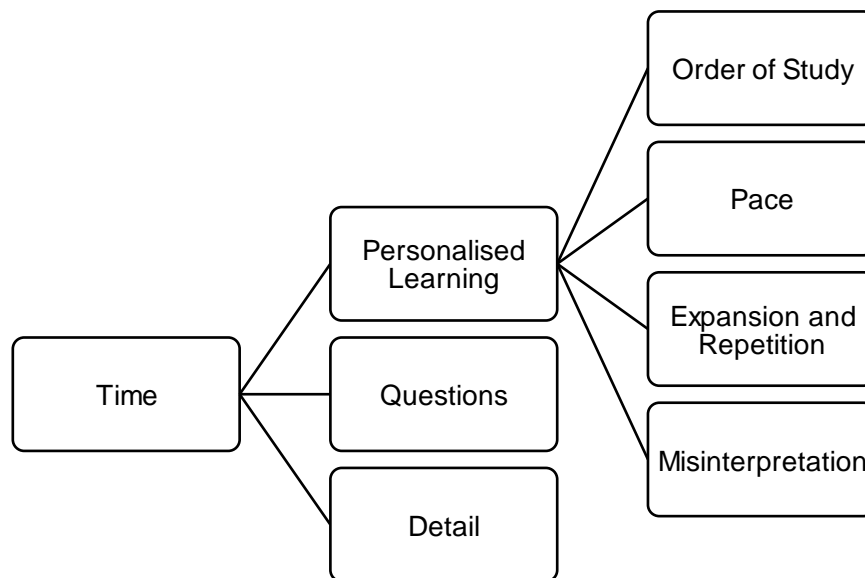 Time
Personalised
Learning
Questions
Detail
Order of Study
Pace
Expansion and
Repetition
Misinterpretation